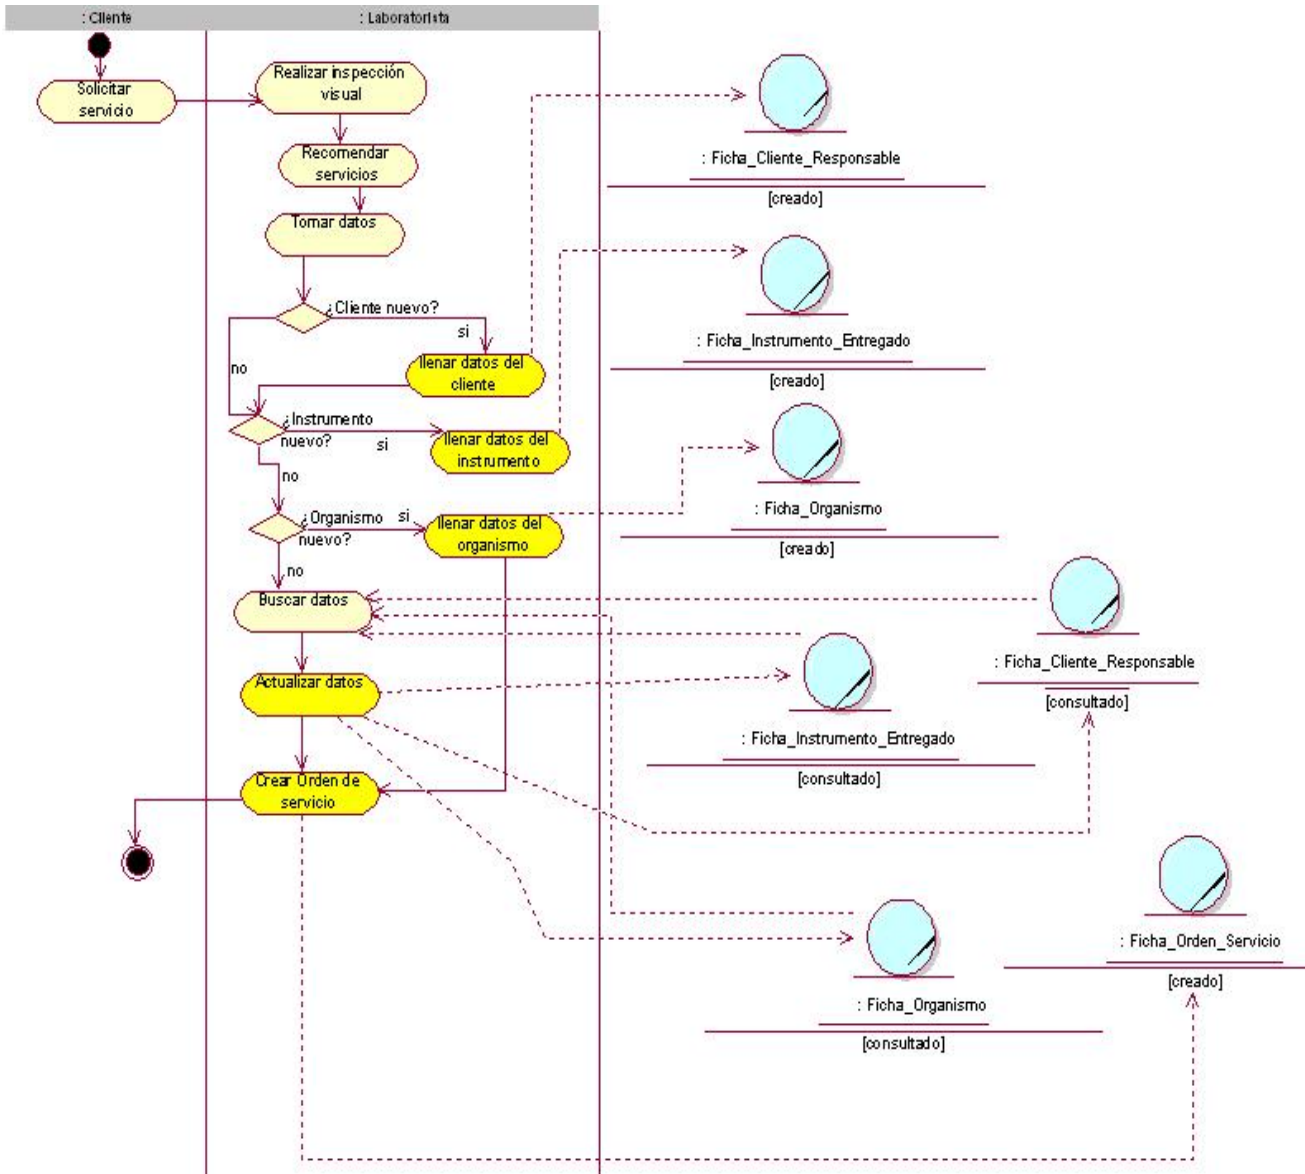 : Cliente
: Laboratorista
Solicitar
servicio
Realizar inspección
visual
Recomendar
servicios
Tomar datos
¿Cliente nuevo?
si
no
llenar datos del
cliente
¿Instrumento
nuevo?
si
no
llenar datos del
instrumento
¿Organismo
nuevo?
si
no
llenar datos del
organismo
Buscar datos
Actualizar datos
Crear Orden de
servicio
: Ficha_Cliente_Responsable
[creado]
: Ficha_Instrumento_Entregado
[creado]
: Ficha_Organismo
[creado]
: Ficha_Cliente_Responsable
[consultado]
: Ficha_Instrumento_Entregado
[consultado]
: Ficha_Orden_Servicio
[creado]
: Ficha_Organismo
[consultado]